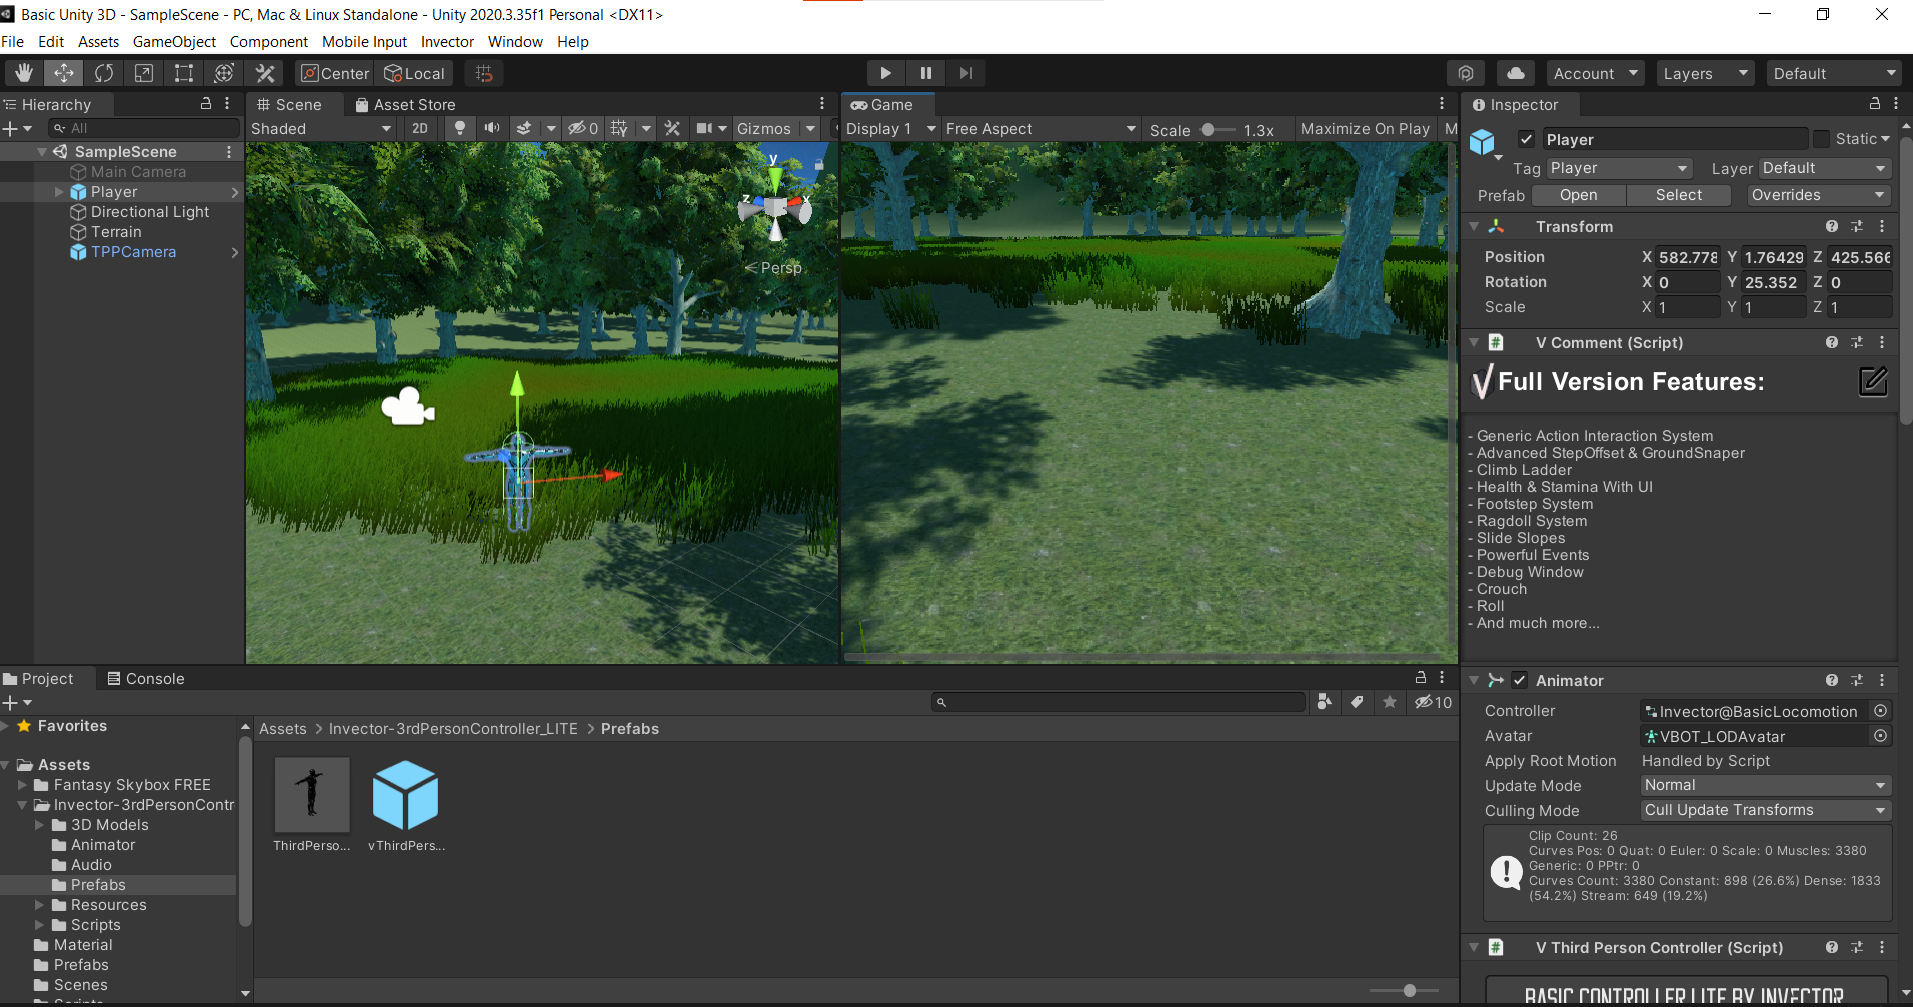 Basic Unity 3D - SampleScene - PC, Mac & Linux Standalone - Unity 2020.3.35f1 Personal <DX11>
File Edit Assets GameObject Component Mobile Input Invector Window Help
Center Local Account Layers Default
Hierarchy
All
SampleScene
Main Camera
Player
Directional Light
Terrain
TPPCamera
Scene Asset Store
Shaded 2D 0 Gizmos
y
z x
Persp
Game
Display 1 Free Aspect Scale 1.3x Maximize On Play M
Inspector
Player Static
Tag Player Layer Default
Prefab Open Select Overrides
Transform
Position X 582.778 Y 1.76429 Z 425.566
Rotation X 0 Y 25.352 Z 0
Scale X 1 Y 1 Z 1
V Comment (Script)
Full Version Features:
- Generic Action Interaction System
- Advanced StepOffset & GroundSnaper
- Climb Ladder
- Health & Stamina With UI
- Footstep System
- Ragdoll System
- Slide Slopes
- Powerful Events
- Debug Window
- Crouch
- Roll
- And much more...
Animator
Controller Invector@BasicLocomotion
Avatar VBOT_LODAvatar
Apply Root Motion Handled by Script
Update Mode Normal
Culling Mode Cull Update Transforms
Clip Count: 26
Curves Pos: 0 Quat: 0 Euler: 0 Scale: 0 Muscles: 3380
Generic: 0 PPtr: 0
Curves Count: 3380 Constant: 898 (26.6%) Dense: 1833
(54.2%) Stream: 649 (19.2%)
V Third Person Controller (Script)
BASIC CONTROLLER LITE BY INVECTOR
Project Console
10
Favorites
Assets
Fantasy Skybox FREE
Invector-3rdPersonContr
3D Models
Animator
Audio
Prefabs
Resources
Scripts
Material
Prefabs
Scenes
Scripts
Assets > Invector-3rdPersonController_LITE > Prefabs
ThirdPerso... vThirdPers...